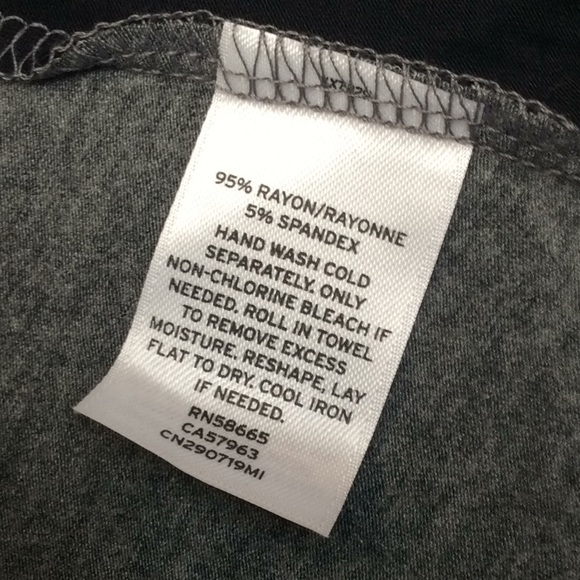 95% RAYON/RAYONNE
5% SPANDEX
HAND WASH COLD
SEPARATELY. ONLY
NON-CHLORINE BLEACH IF
NEEDED. ROLL IN TOWEL
TO REMOVE EXCESS
MOISTURE. RESHAPE, LAY
FLAT TO DRY. COOL IRON
IF NEEDED.
RN58665
CA57963
CN290719MI